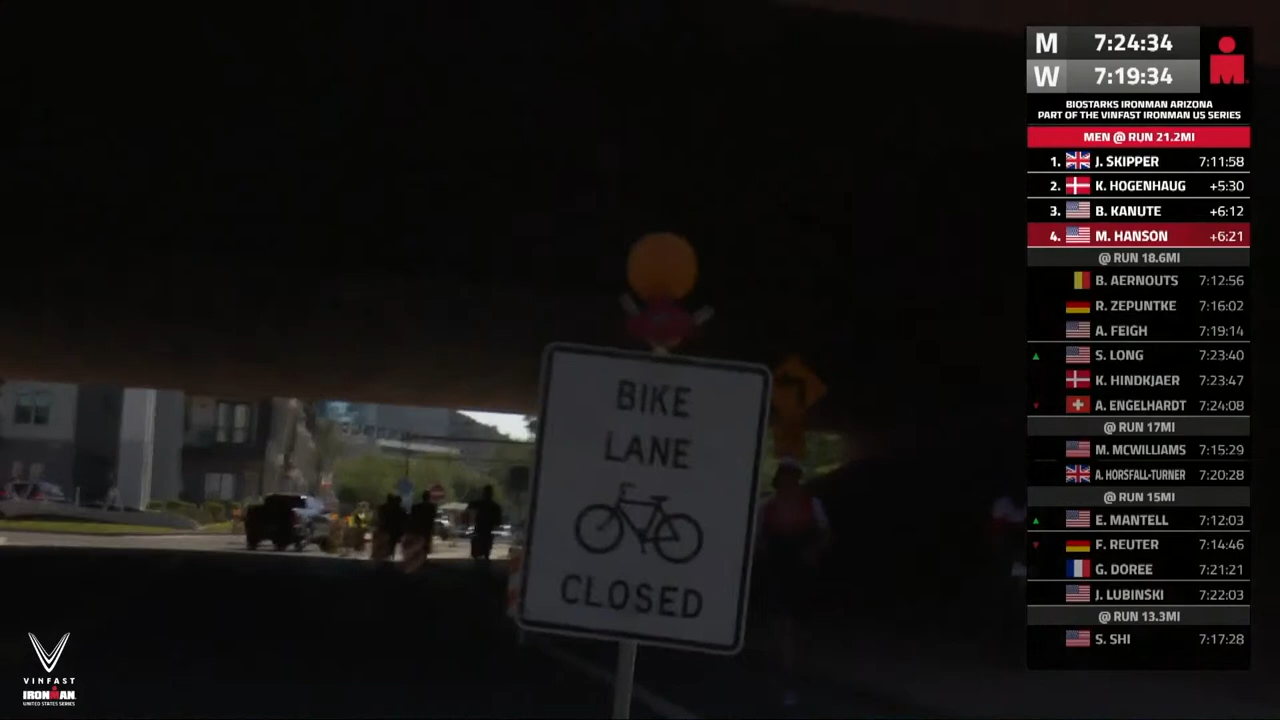 M 7:24:34
W 7:19:34
BIOSTARKS IRONMAN ARIZONA
PART OF THE VINFAST IRONMAN US SERIES
MEN @ RUN 21.2MI
1. J. SKIPPER 7:11:58
2. K. HOGENHAUG +5:30
3. B. KANUTE +6:12
4. M. HANSON +6:21
@ RUN 18.6MI
B. AERNOUTS 7:12:56
R. ZEPUNTKE 7:16:02
A. FEIGH 7:19:14
S. LONG 7:23:40
K. HINDKJAER 7:23:47
A. ENGELHARDT 7:24:08
@ RUN 17MI
M. MCWILLIAMS 7:15:29
A. HORSFALL-TURNER 7:20:28
@ RUN 15MI
E. MANTELL 7:12:03
F. REUTER 7:14:46
G. DOREE 7:21:21
J. LUBINSKI 7:22:03
@ RUN 13.3MI
S. SHI 7:17:28
BIKE
LANE
CLOSED
VINFAST
IRONMAN
UNITED STATES SERIES